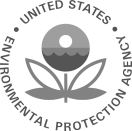 UNITED STATES
ENVIRONMENTAL PROTECTION AGENCY